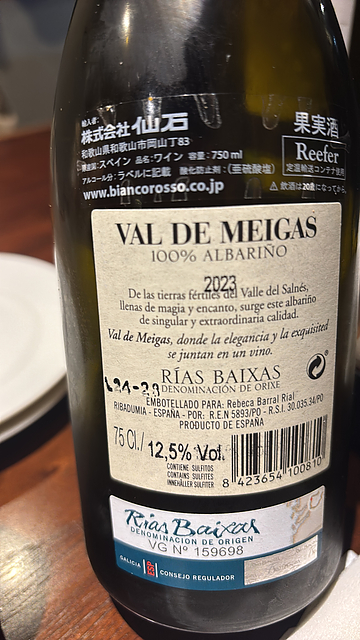 輸入者:
株式会社仙石
和歌山県和歌山市岡山丁83
果実酒
原産国:スペイン 品名:ワイン 容量:750ml
アルコール分:ラベルに記載 酸化防止剤:(亜硫酸塩)
Reefer
定温輸送コンテナ使用
www.biancorosso.co.jp
⚠ 飲酒は20歳になってから。
VAL DE MEIGAS
100% ALBARIÑO
2023
De las tierras fértiles del Valle del Salnés,
llenas de magia y encanto, surge este albariño
de singular y extraordinaria calidad.
Val de Meigas, donde la elegancia y la exquisited
se juntan en un vino.
RÍAS BAIXAS
DENOMINACIÓN DE ORIXE
L24-23
EMBOTELLADO PARA: Rebeca Barral Rial
RIBADUMIA - ESPAÑA - POR: R.E.N 5893/PO - R.S.I. 30.035.34/PO
PRODUCTO DE ESPAÑA
75 Cl./ 12,5% Vol.
CONTIENE SULFITOS
CONTAINS SULFITES
INNEHÅLLER SULFITER
8 423654 100810
Rías Baixas
DENOMINACIÓN DE ORIGEN
VG Nº 159698
GALICIA ESP CONSEJO REGULADOR